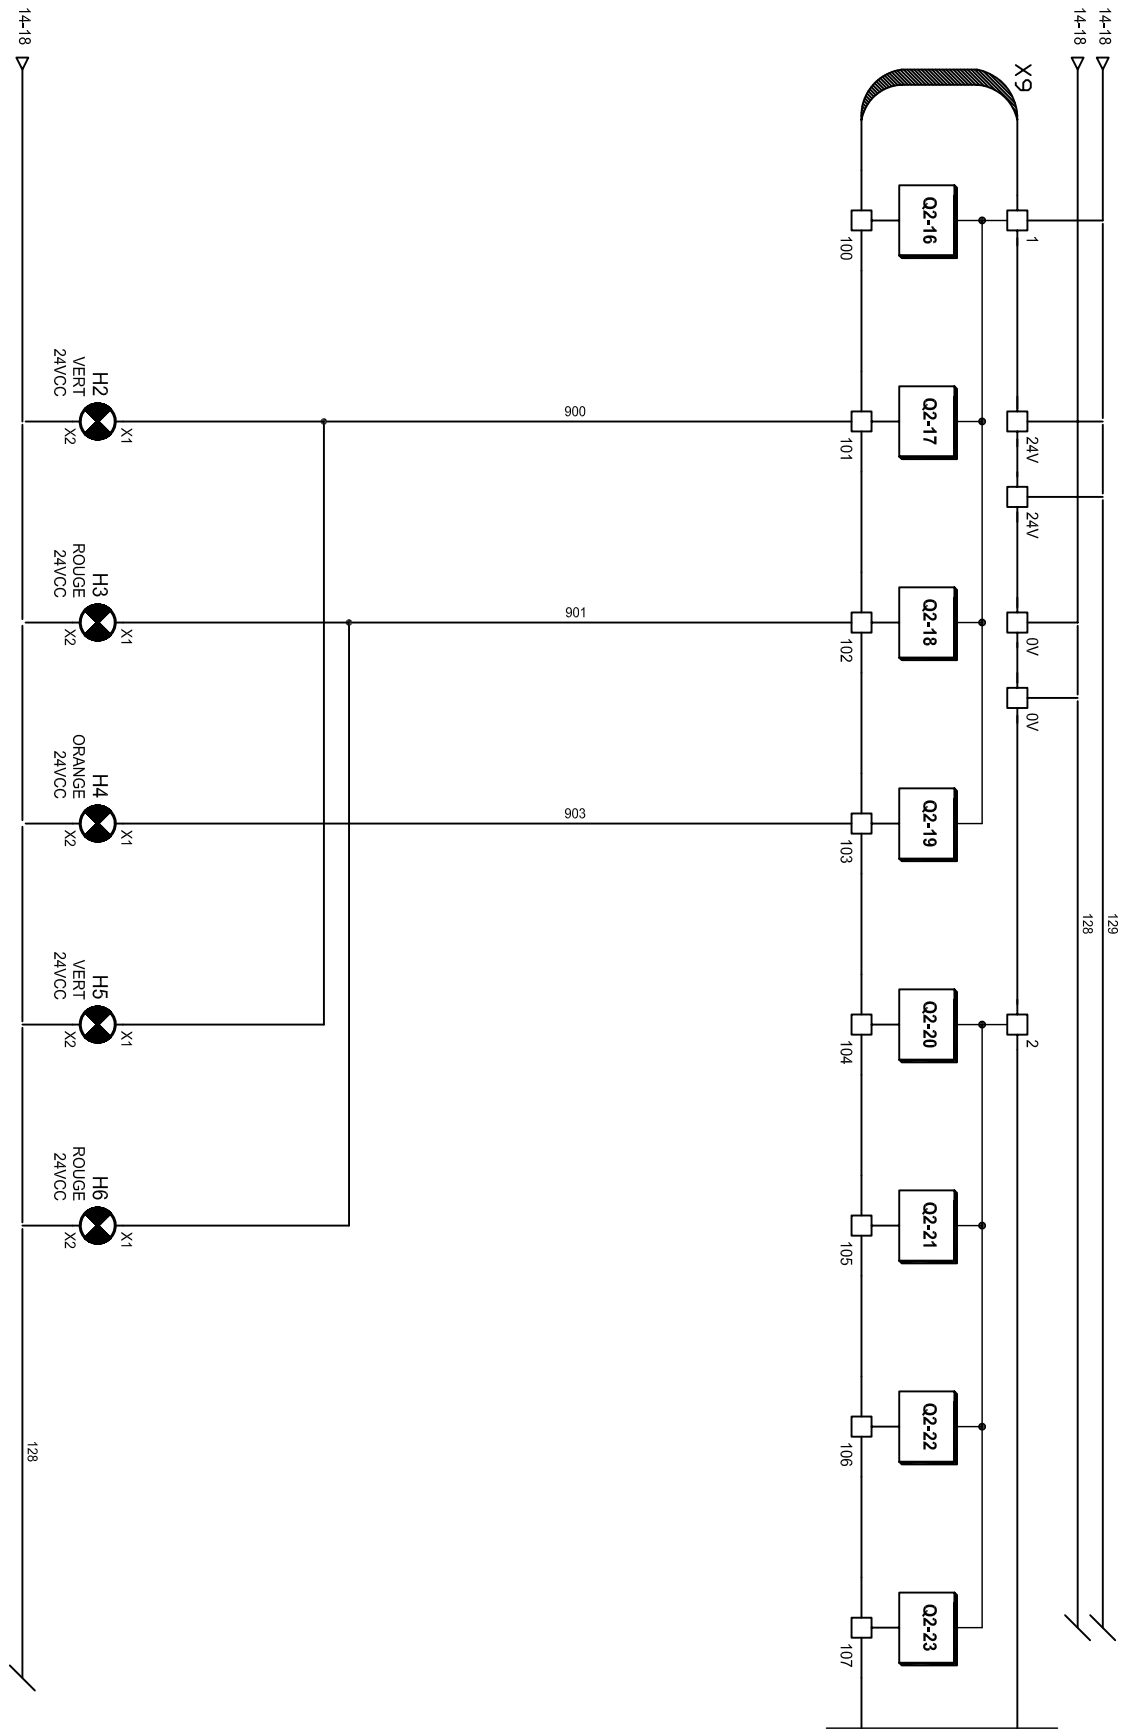 14-18
14-18
129
128
X9
1
24V
24V
0V
0V
2
Q2-16
Q2-17
Q2-18
Q2-19
Q2-20
Q2-21
Q2-22
Q2-23
100
101
102
103
104
105
106
107
900
901
903
X1
H2
VERT
24VCC
X2
X1
H3
ROUGE
24VCC
X2
X1
H4
ORANGE
24VCC
X2
X1
H5
VERT
24VCC
X2
X1
H6
ROUGE
24VCC
X2
14-18
128